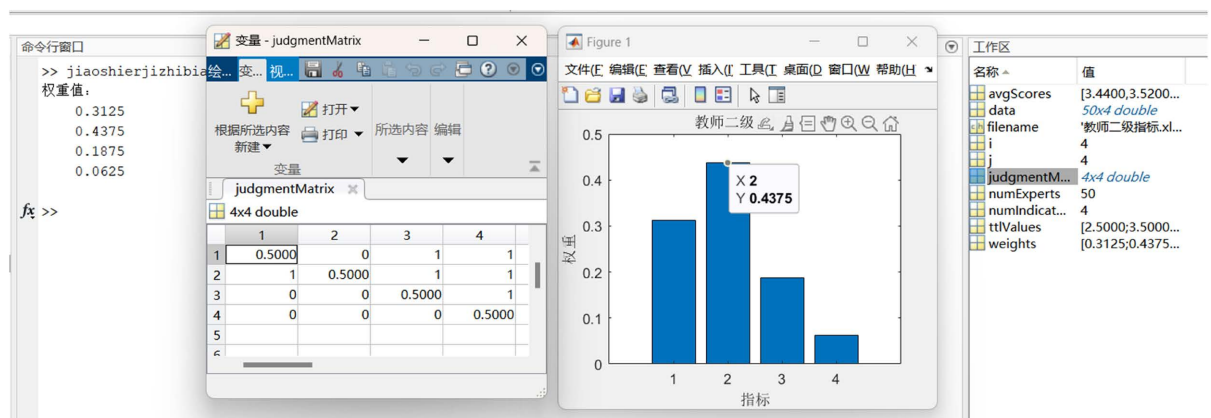 命令行窗口
>> jiaoshierjizhibia
权重值：
0.3125
0.4375
0.1875
0.0625
fx >>
变量 - judgmentMatrix
绘... 变... 视...
根据所选内容
新建
打开
打印
所选内容 编辑
变量
judgmentMatrix
4x4 double
1 2 3 4
1 0.5000 0 1 1
2 1 0.5000 1 1
3 0 0 0.5000 1
4 0 0 0 0.5000
5
6
Figure 1
文件(F 编辑(E 查看(V 插入(I 工具(T 桌面(D 窗口(W 帮助(H
教师二级
0.5
0.4
0.3
0.2
0.1
0
权重
X 2
Y 0.4375
1 2 3 4
指标
工作区
名称 值
avgScores [3.4400,3.5200...
data 50x4 double
filename '教师二级指标.xl...
i 4
j 4
judgmentM... 4x4 double
numExperts 50
numIndicat... 4
ttlValues [2.5000;3.5000...
weights [0.3125;0.4375...